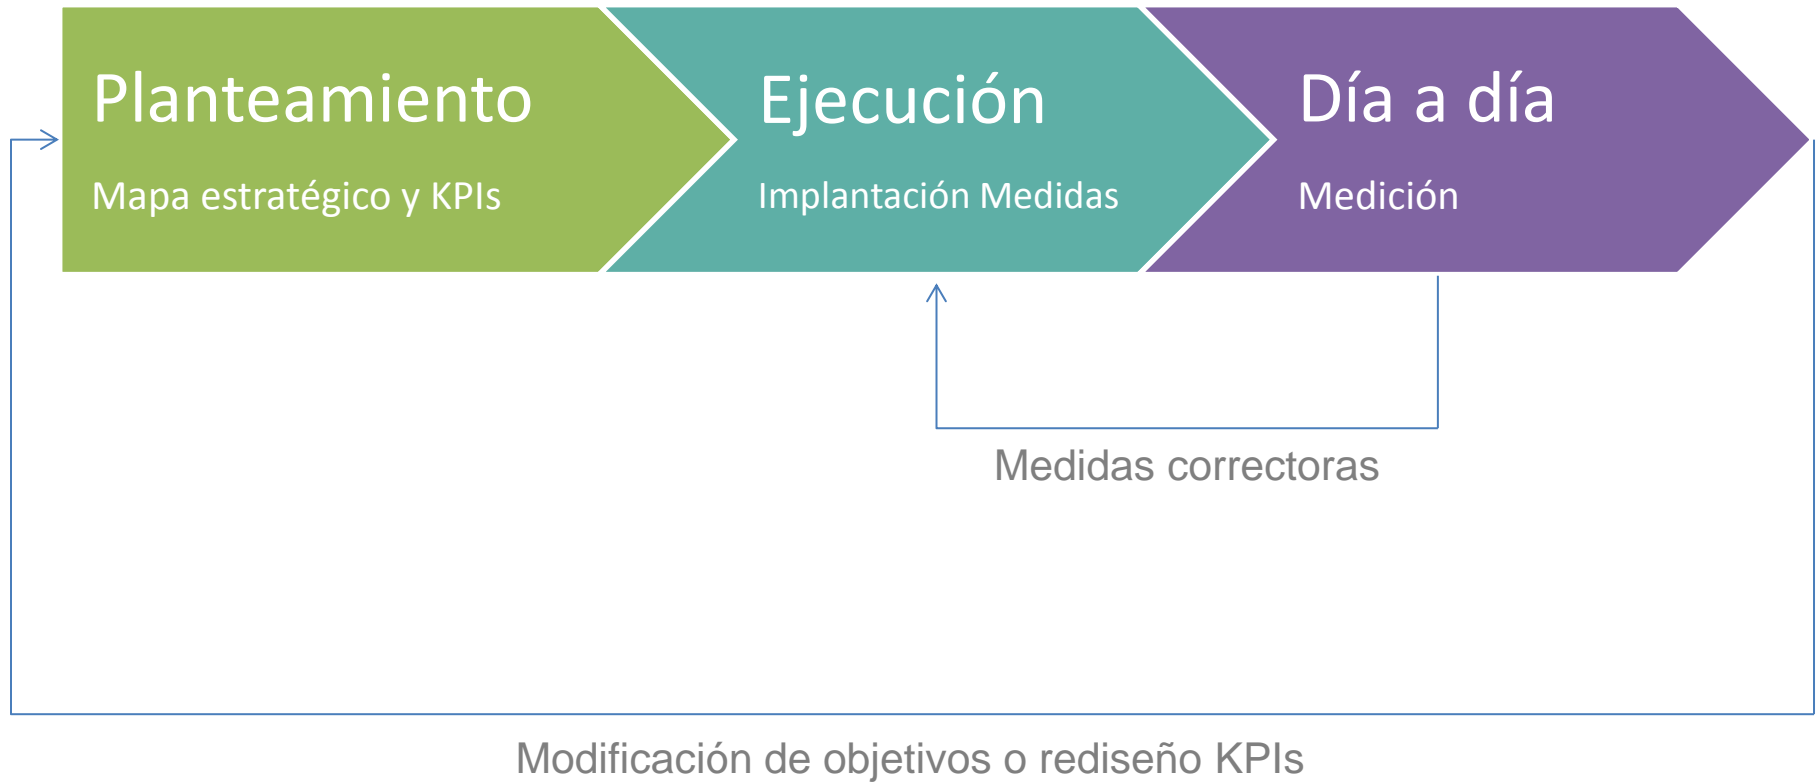 Planteamiento
Mapa estratégico y KPIs
Ejecución
Implantación Medidas
Día a día
Medición
Medidas correctoras
Modificación de objetivos o rediseño KPIs